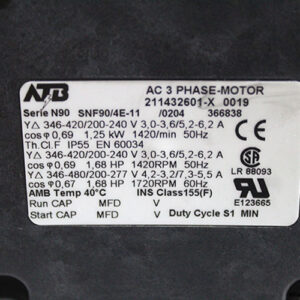 ATB
AC 3 PHASE-MOTOR
211432601-X 0019
Serie N90 SNF90/4E-11 /0204 366838
Y△ 346-420/200-240 V 3,0-3,6/5,2-6,2 A
cos φ 0,69 1,25 kW 1420/min 50Hz
Th.Cl.F IP55 EN 60034
Y△ 346-420/200-240 V 3,0-3,6/5,2-6,2 A
cos φ 0,69 1,68 HP 1420RPM 50Hz
Y△ 346-480/200-277 V 4,2-3,2/7,3-5,5 A
cos φ 0,91 1,68 HP 1720RPM 60Hz
AMB Temp 40°C INS Class155(F)
Run CAP MFD V
Start CAP MFD V Duty Cycle S1 MIN
SA
LR 88093
RU
E123665